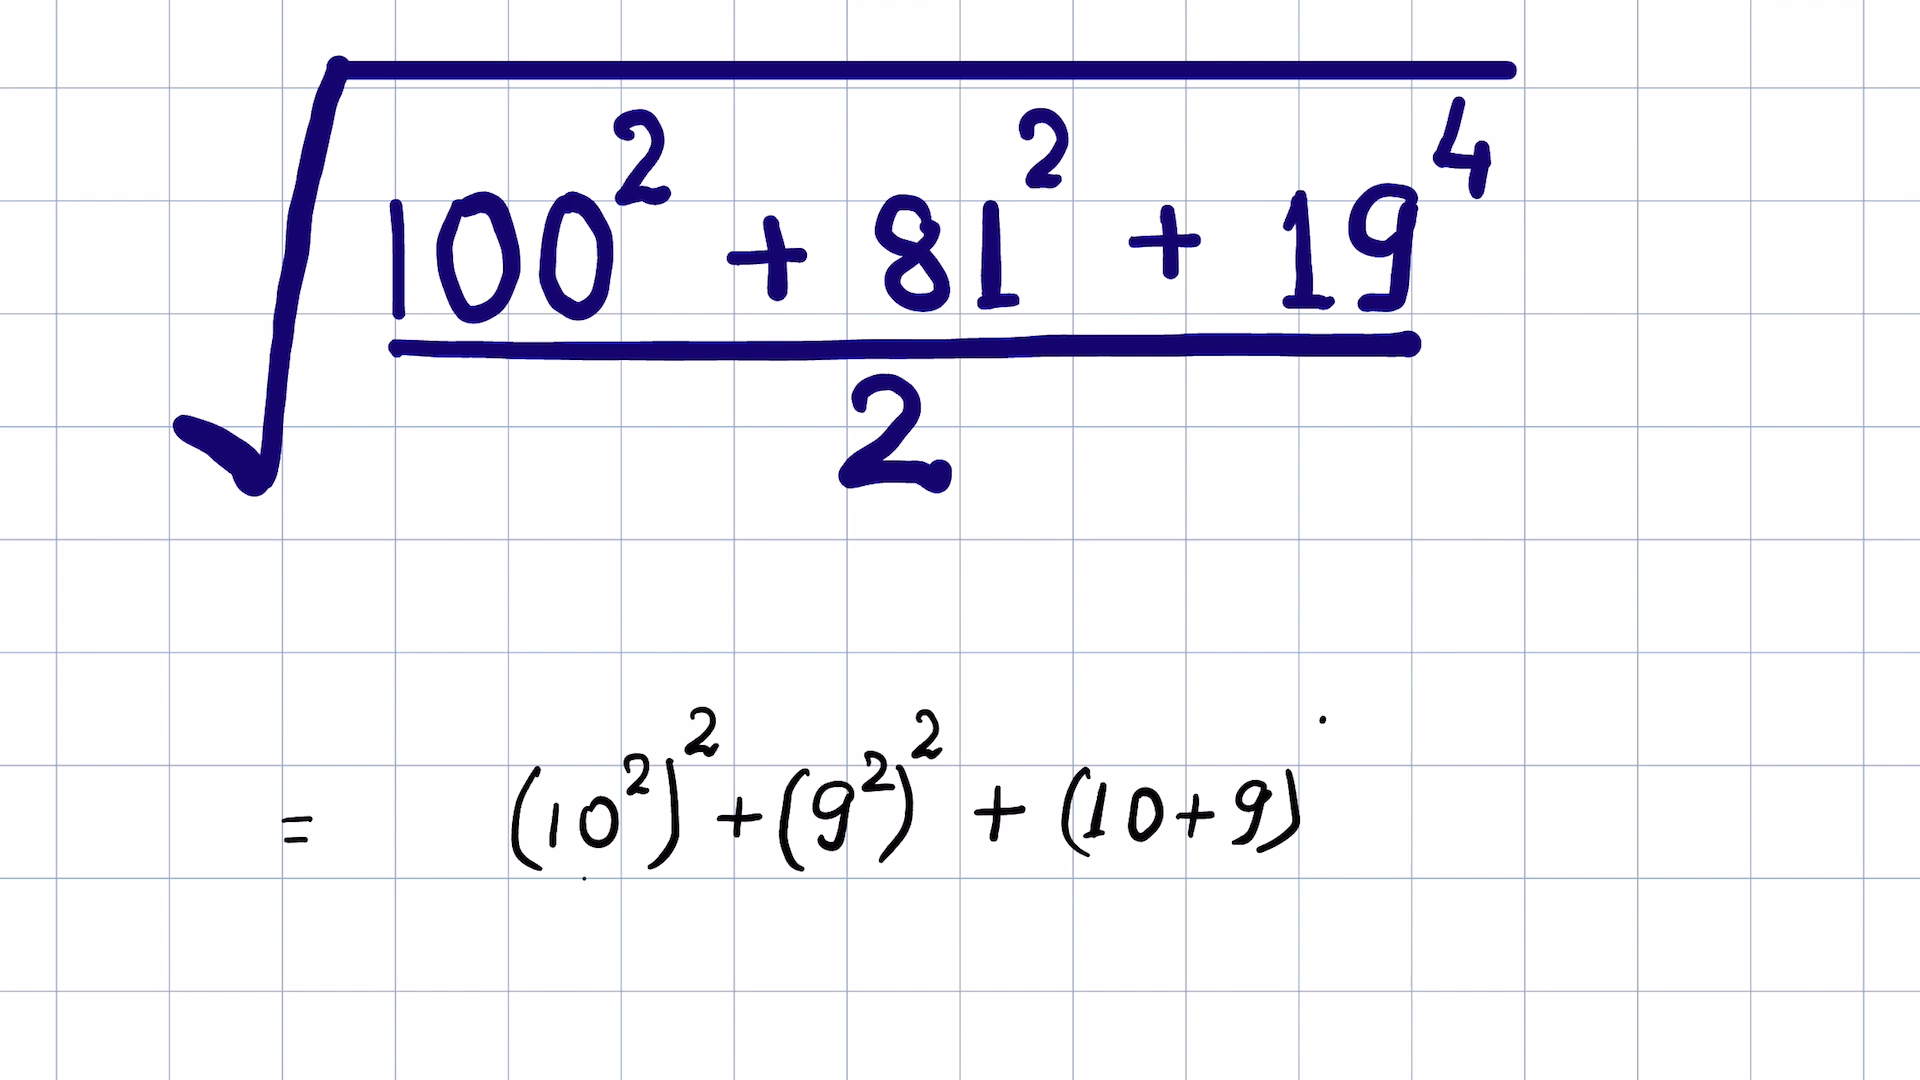 √((100² + 81² + 19⁴)/2)
= (10²)² + (9²)² + (10+9)